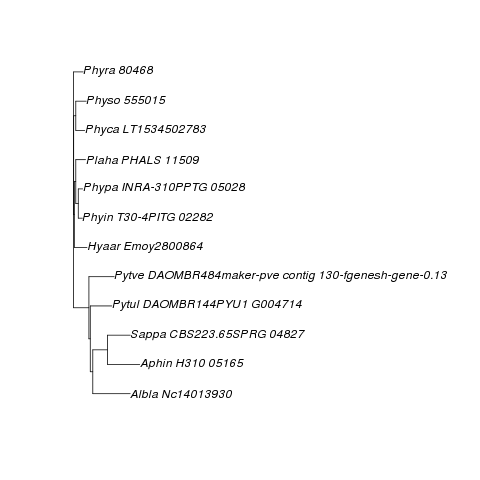 Phyra 80468
Physo 555015
Phyca LT1534502783
Plaha PHALS 11509
Phypa INRA-310PPTG 05028
Phyin T30-4PITG 02282
Hyaar Emoy2800864
Pytve DAOMBR484maker-pve contig 130-fgenesh-gene-0.13
Pytul DAOMBR144PYU1 G004714
Sappa CBS223.65SPRG 04827
Aphin H310 05165
Albla Nc14013930